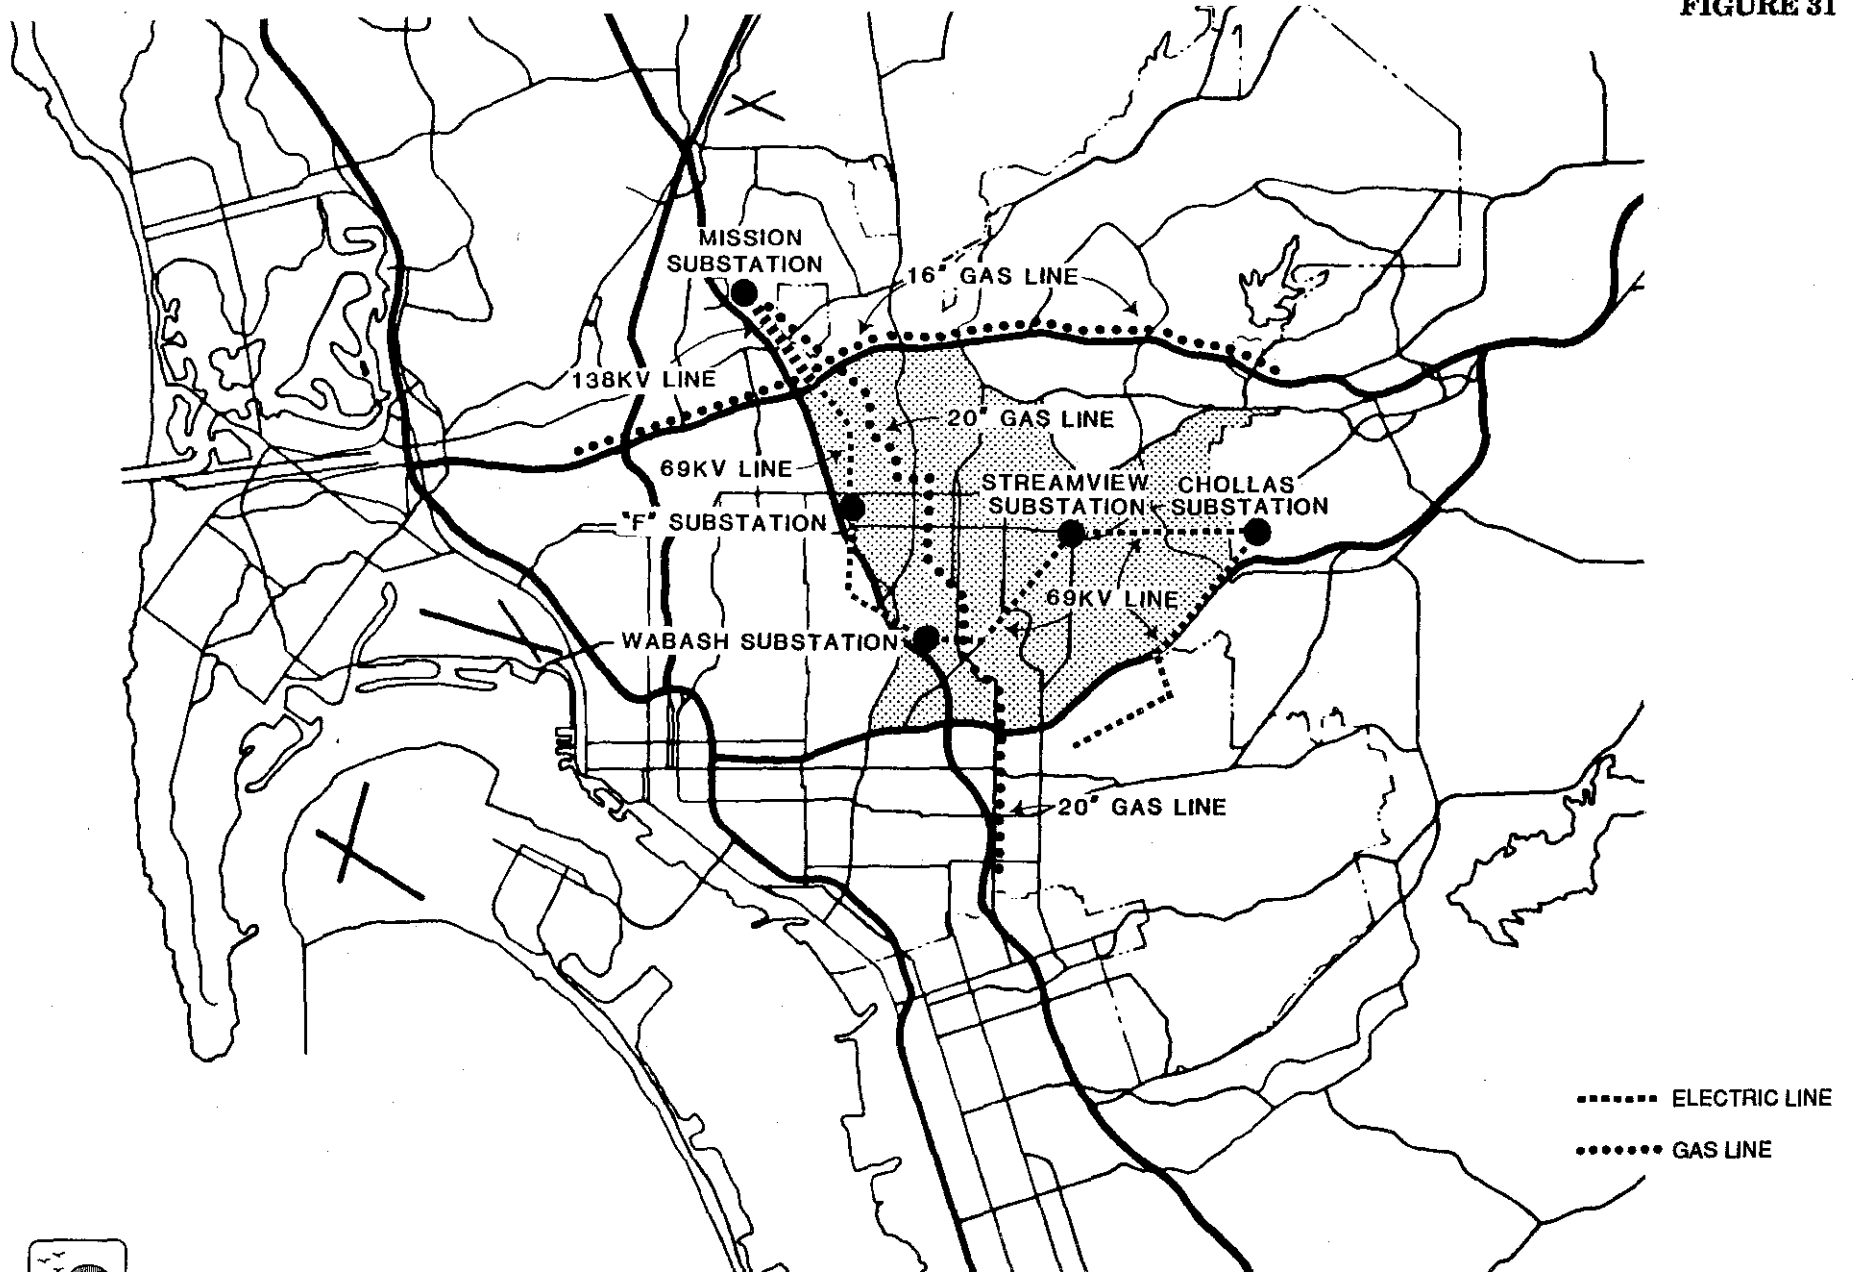 FIGURE 31
MISSION
SUBSTATION
16" GAS LINE
138KV LINE
20" GAS LINE
69KV LINE
STREAMVIEW
SUBSTATION
CHOLLAS
SUBSTATION
"F" SUBSTATION
69KV LINE
WABASH SUBSTATION
20" GAS LINE
ELECTRIC LINE
GAS LINE